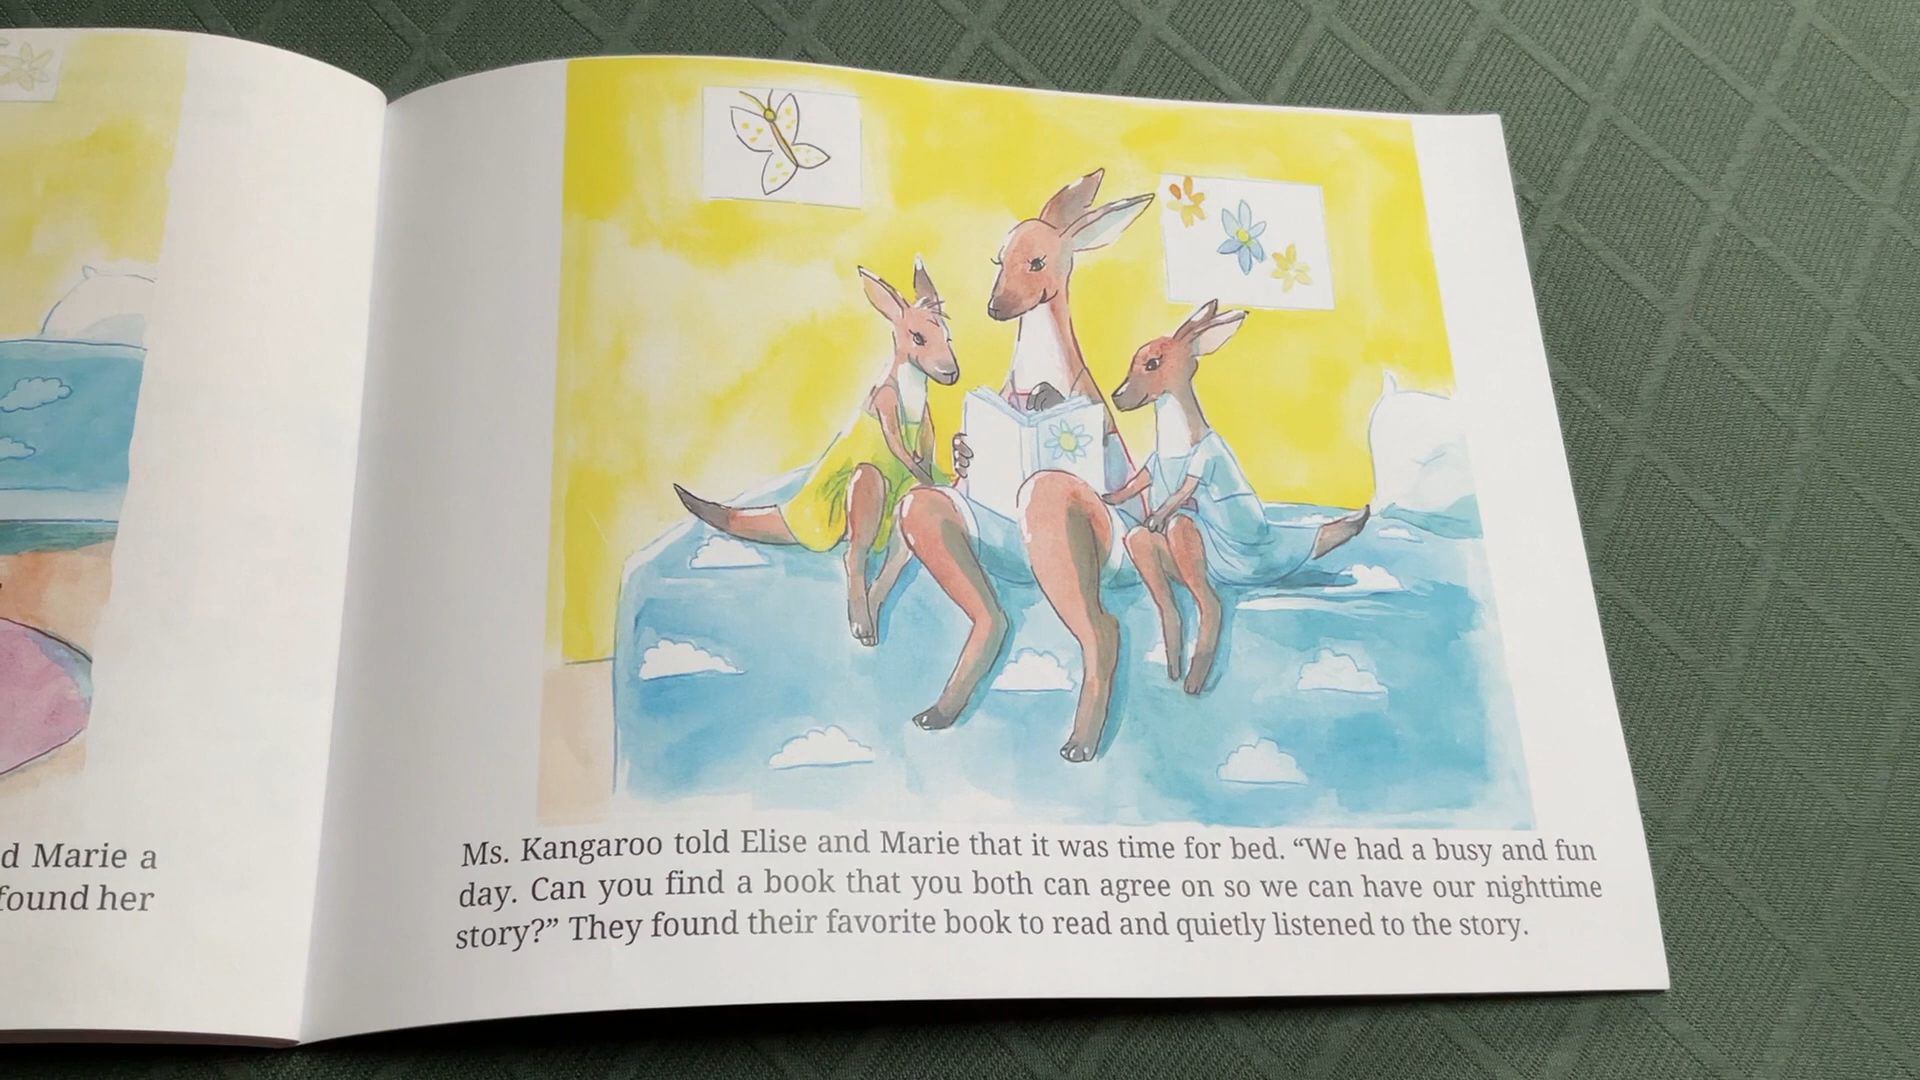 d Marie a
found her
Ms. Kangaroo told Elise and Marie that it was time for bed. “We had a busy and fun
day. Can you find a book that you both can agree on so we can have our nighttime
story?” They found their favorite book to read and quietly listened to the story.